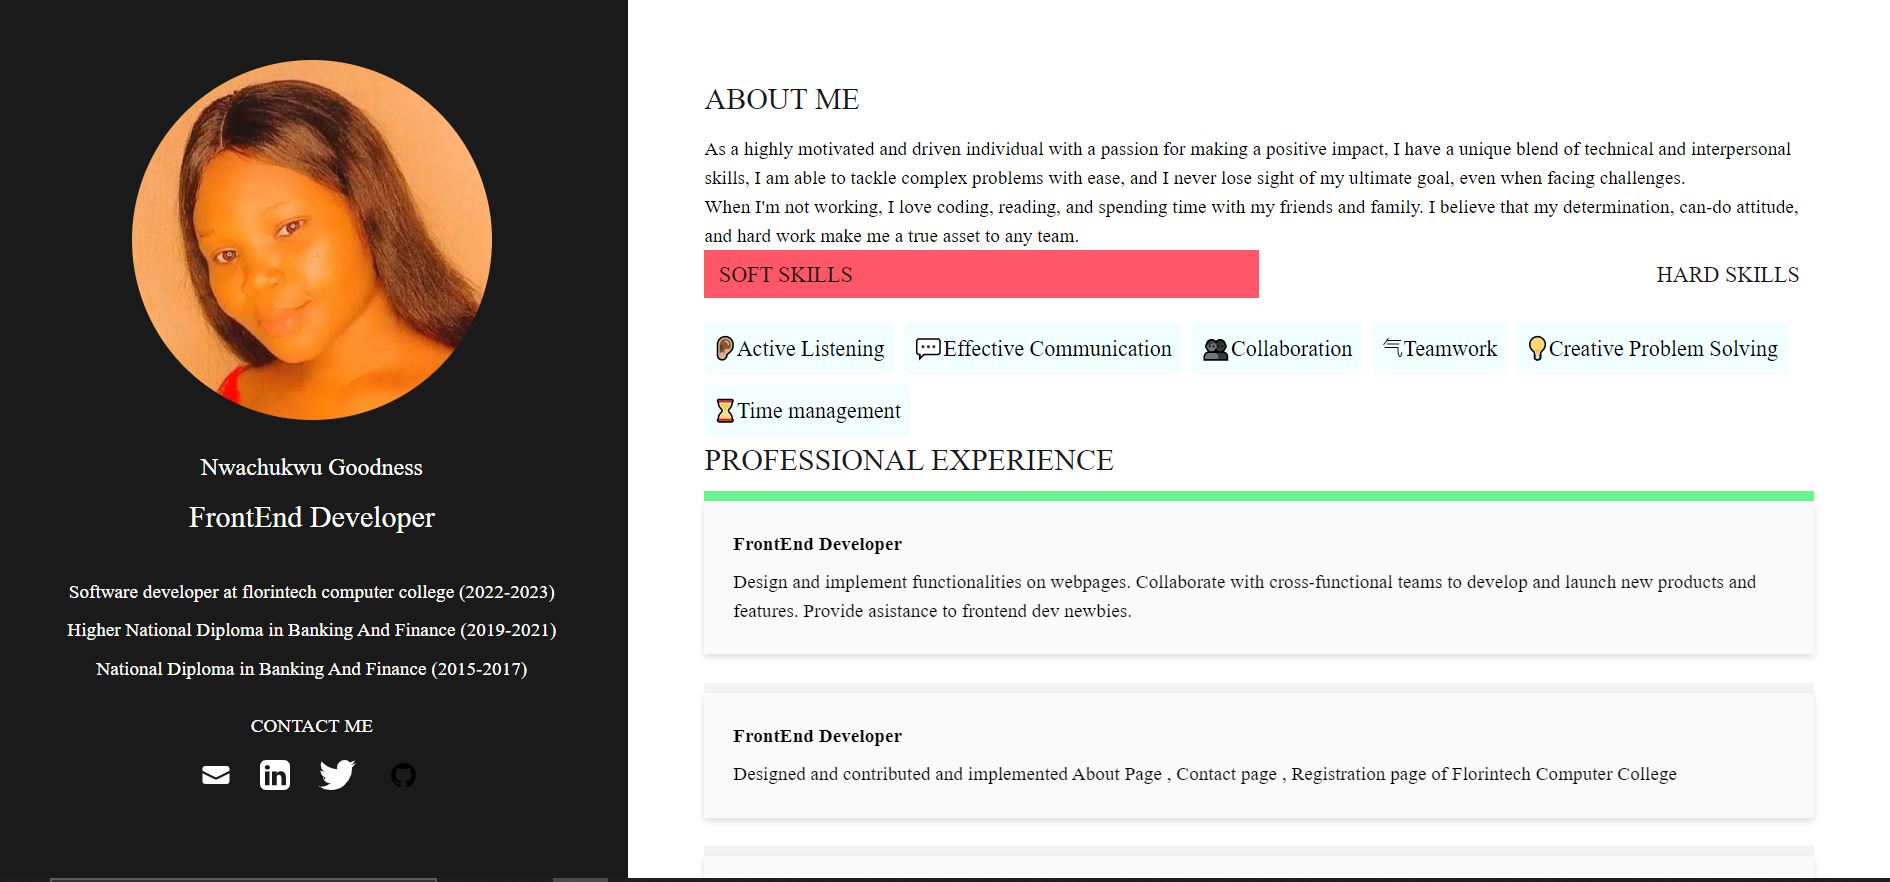 Nwachukwu Goodness
FrontEnd Developer
Software developer at florintech computer college (2022-2023)
Higher National Diploma in Banking And Finance (2019-2021)
National Diploma in Banking And Finance (2015-2017)
CONTACT ME
in
ABOUT ME
As a highly motivated and driven individual with a passion for making a positive impact, I have a unique blend of technical and interpersonal
skills, I am able to tackle complex problems with ease, and I never lose sight of my ultimate goal, even when facing challenges.
When I'm not working, I love coding, reading, and spending time with my friends and family. I believe that my determination, can-do attitude,
and hard work make me a true asset to any team.
SOFT SKILLS HARD SKILLS
👂Active Listening 💬Effective Communication 👥Collaboration ⺦Teamwork 💡Creative Problem Solving
⏳Time management
PROFESSIONAL EXPERIENCE
FrontEnd Developer
Design and implement functionalities on webpages. Collaborate with cross-functional teams to develop and launch new products and
features. Provide asistance to frontend dev newbies.
FrontEnd Developer
Designed and contributed and implemented About Page , Contact page , Registration page of Florintech Computer College